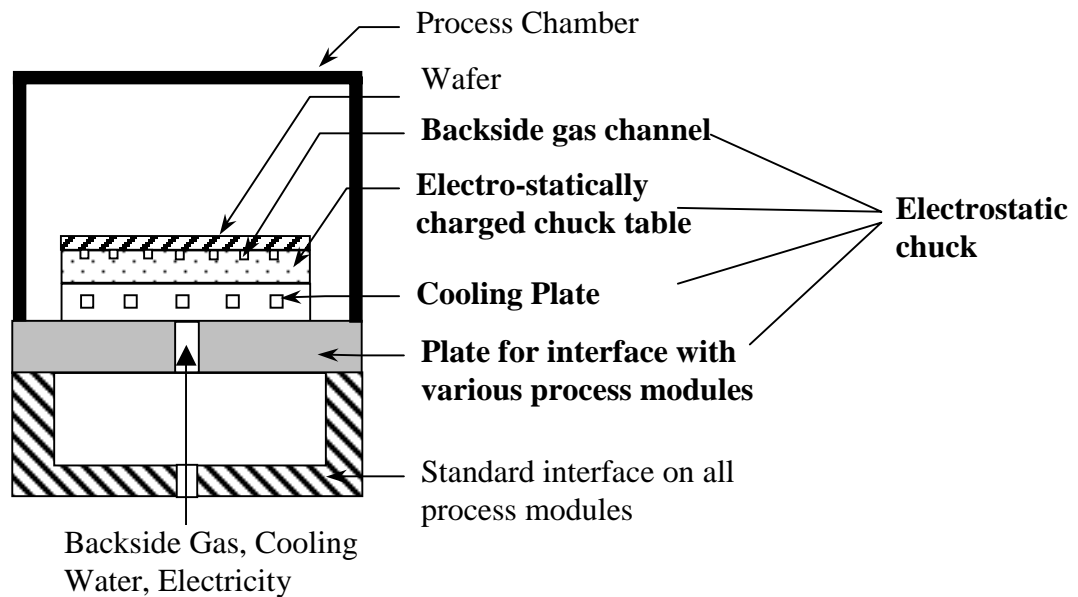 Process Chamber
Wafer
Backside gas channel
Electro-statically
charged chuck table
Electrostatic
chuck
Cooling Plate
Plate for interface with
various process modules
Standard interface on all
process modules
Backside Gas, Cooling
Water, Electricity